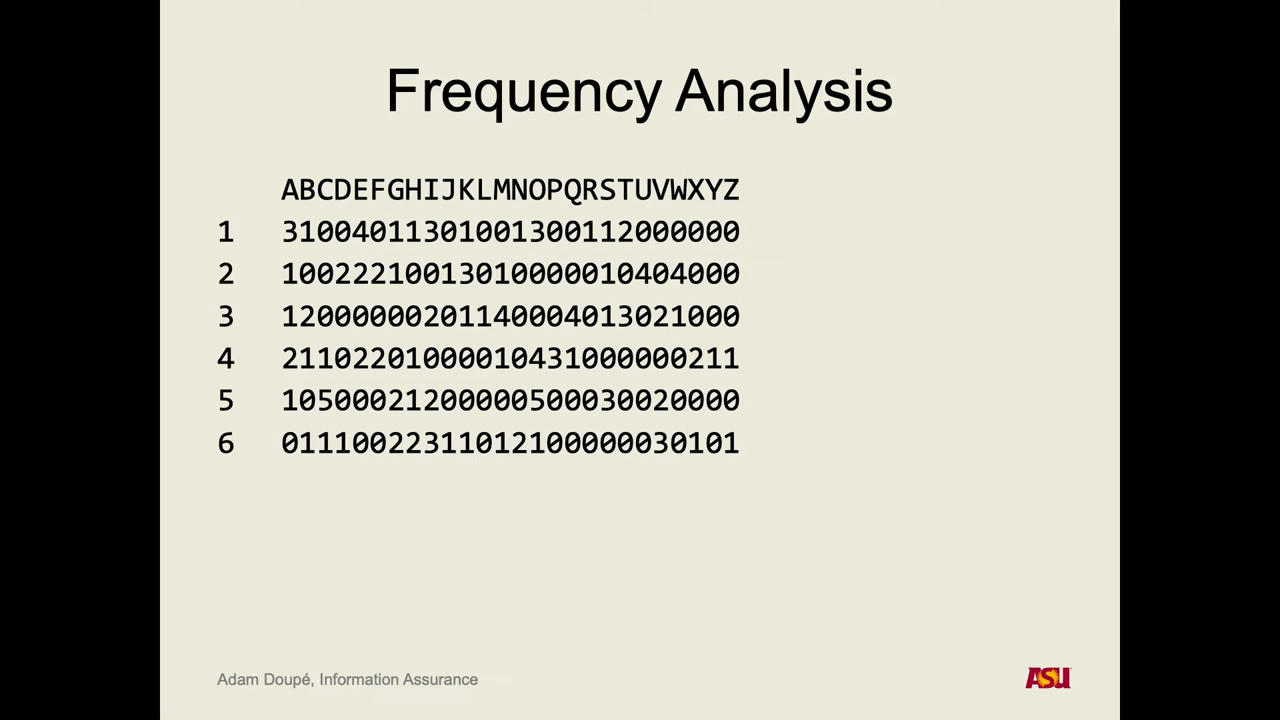 Frequency Analysis
ABCDEFGHIJKLMNOPQRSTUVWXYZ
1 31004011301001300112000000
2 10022210013010000010404000
3 12000000201140004013021000
4 21102201000010431000000211
5 10500021200000500030020000
6 01110022311012100000030101
Adam Doupé, Information Assurance
ASU